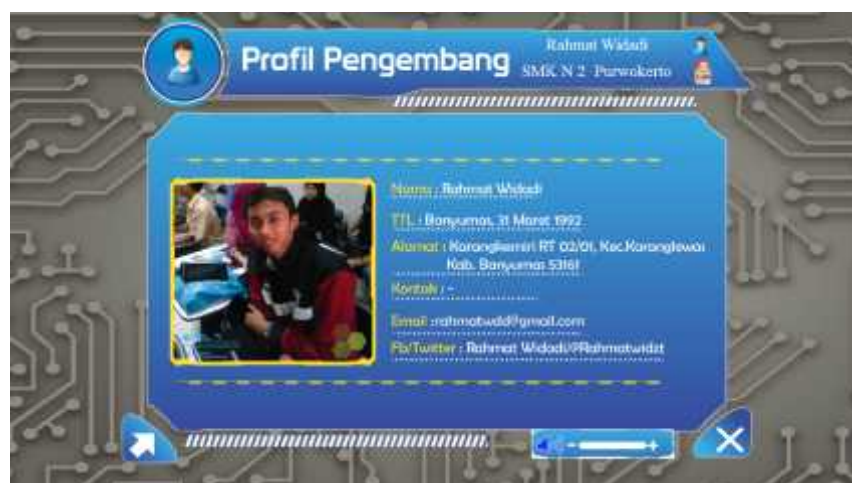 Profil Pengembang
Rahmat Widadi
SMK N 2 Purwokerto
Nama : Rahmat Widadi
TTL : Banyumas, 31 Maret 1992
Alamat : Karangkemiri RT 02/01, Kec.Karanglewas
Kab. Banyumas 53161
Kontak : -
Email :rahmatwdd@gmail.com
Fb/Twitter : Rahmat Widadi/@Rahmatwidzt